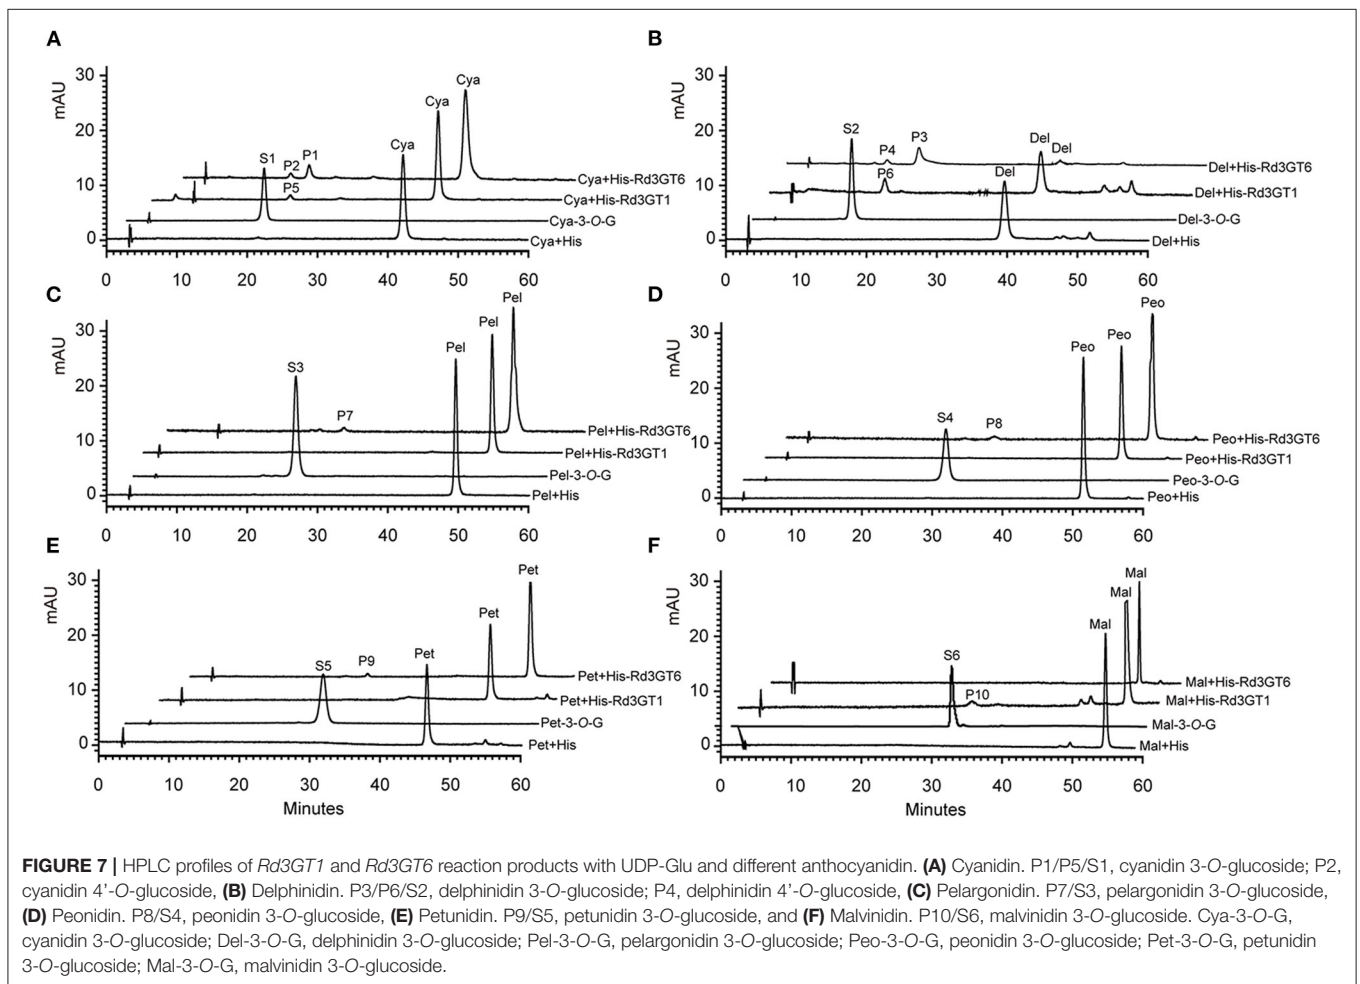 A
30
20
10
0
mAU
S1
P2
P1
P5
Cya
Cya
Cya
Cya+His-Rd3GT6
Cya+His-Rd3GT1
Cya-3-O-G
Cya+His
0 10 20 30 40 50 60
B
30
20
10
0
mAU
S2
P4
P3
P6
Del
Del
Del
Del+His-Rd3GT6
Del+His-Rd3GT1
Del-3-O-G
Del+His
0 10 20 30 40 50 60
C
30
20
10
0
mAU
S3
P7
Pel
Pel
Pel
Pel+His-Rd3GT6
Pel+His-Rd3GT1
Pel-3-O-G
Pel+His
0 10 20 30 40 50 60
D
30
20
10
0
mAU
S4
P8
Peo
Peo
Peo
Peo+His-Rd3GT6
Peo+His-Rd3GT1
Peo-3-O-G
Peo+His
0 10 20 30 40 50 60
E
30
20
10
0
mAU
S5
P9
Pet
Pet
Pet
Pet+His-Rd3GT6
Pet+His-Rd3GT1
Pet-3-O-G
Pet+His
0 10 20 30 40 50 60
Minutes
F
30
20
10
0
mAU
S6
P10
Mal
Mal
Mal
Mal+His-Rd3GT6
Mal+His-Rd3GT1
Mal-3-O-G
Mal+His
0 10 20 30 40 50 60
Minutes
FIGURE 7 | HPLC profiles of Rd3GT1 and Rd3GT6 reaction products with UDP-Glu and different anthocyanidin. (A) Cyanidin. P1/P5/S1, cyanidin 3-O-glucoside; P2,
cyanidin 4'-O-glucoside, (B) Delphinidin. P3/P6/S2, delphinidin 3-O-glucoside; P4, delphinidin 4'-O-glucoside, (C) Pelargonidin. P7/S3, pelargonidin 3-O-glucoside,
(D) Peonidin. P8/S4, peonidin 3-O-glucoside, (E) Petunidin. P9/S5, petunidin 3-O-glucoside, and (F) Malvinidin. P10/S6, malvinidin 3-O-glucoside. Cya-3-O-G,
cyanidin 3-O-glucoside; Del-3-O-G, delphinidin 3-O-glucoside; Pel-3-O-G, pelargonidin 3-O-glucoside; Peo-3-O-G, peonidin 3-O-glucoside; Pet-3-O-G, petunidin
3-O-glucoside; Mal-3-O-G, malvinidin 3-O-glucoside.